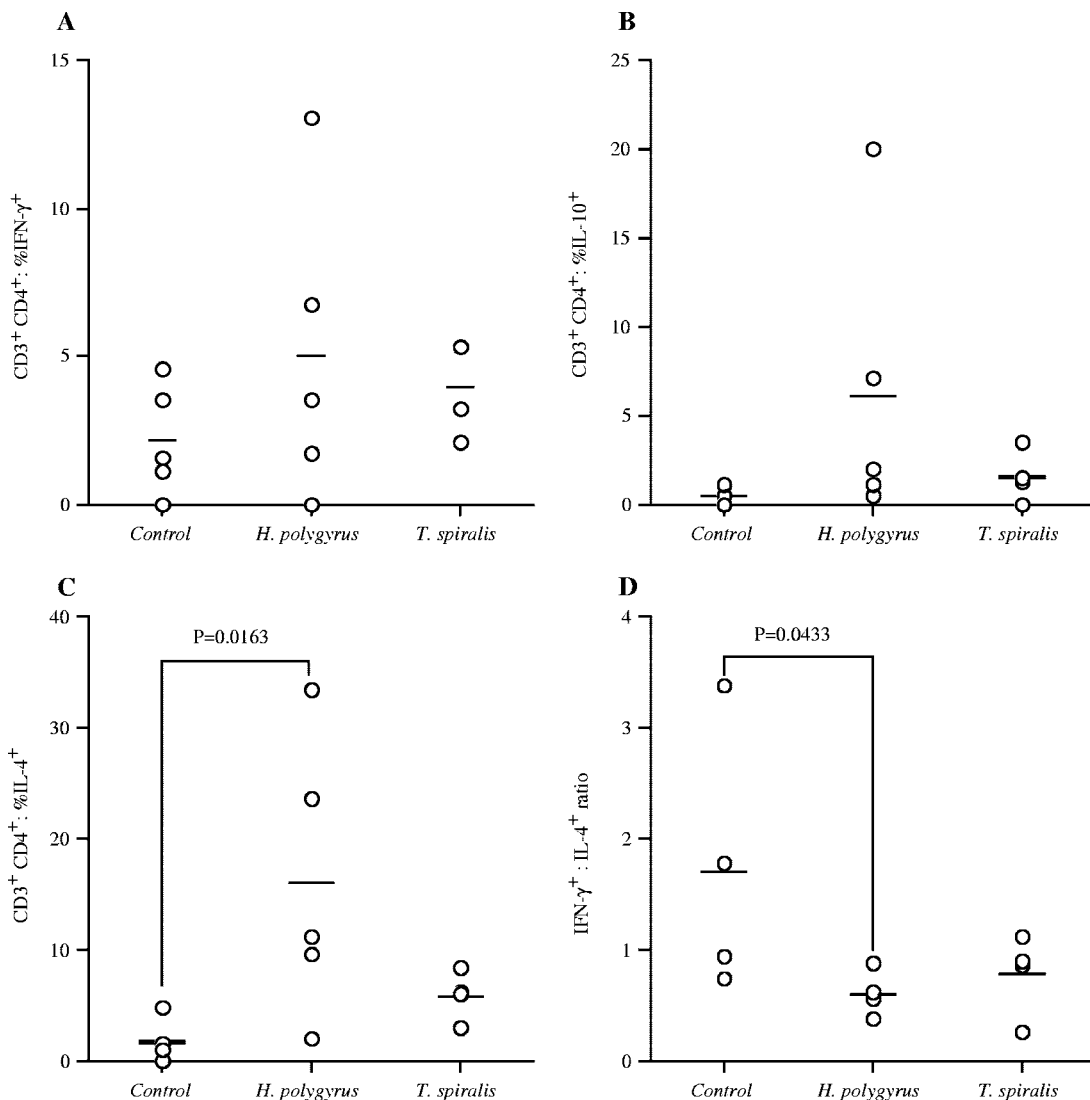 A
15
10
5
0
CD3+ CD4+: %IFN-γ+
Control
H. polygyrus
T. spiralis
B
25
20
15
10
5
0
CD3+ CD4+: %IL-10+
Control
H. polygyrus
T. spiralis
C
40
30
20
10
0
CD3+ CD4+: %IL-4+
P=0.0163
Control
H. polygyrus
T. spiralis
D
4
3
2
1
0
IFN-γ+ : IL-4+ ratio
P=0.0433
Control
H. polygyrus
T. spiralis